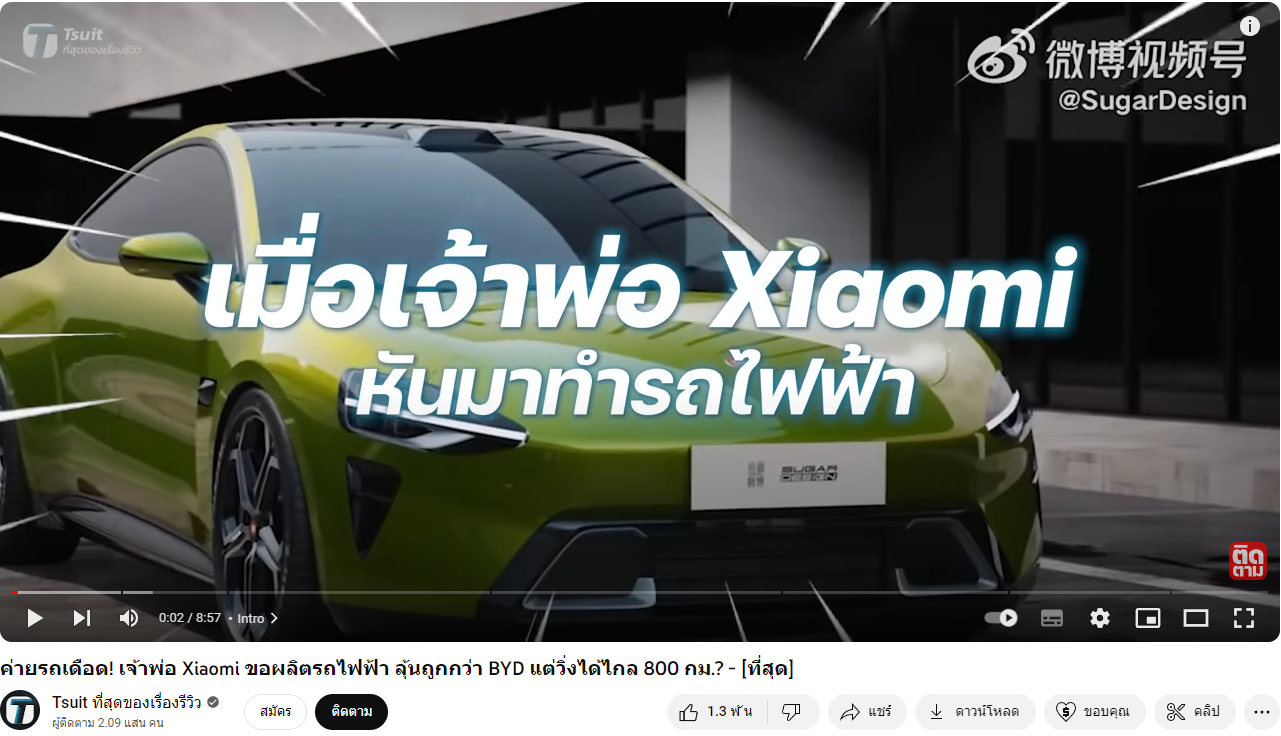 Tsuit
ที่สุดของเรื่องรีวิว
微博视频号
@SugarDesign
เมื่อเจ้าพ่อ Xiaomi
หันมาทำรถไฟฟ้า
SUGAR
DESIGN
ติด
ตาม
0:02 / 8:57 • Intro
ค่ายรถเดือด! เจ้าพ่อ Xiaomi ขอผลิตรถไฟฟ้า ลุ้นถูกกว่า BYD แต่วิ่งได้ไกล 800 กม.? - [ที่สุด]
Tsuit ที่สุดของเรื่องรีวิว
ผู้ติดตาม 2.09 แสน คน
สมัคร
ติดตาม
1.3 พัน
แชร์
ดาวน์โหลด
ขอบคุณ
คลิป